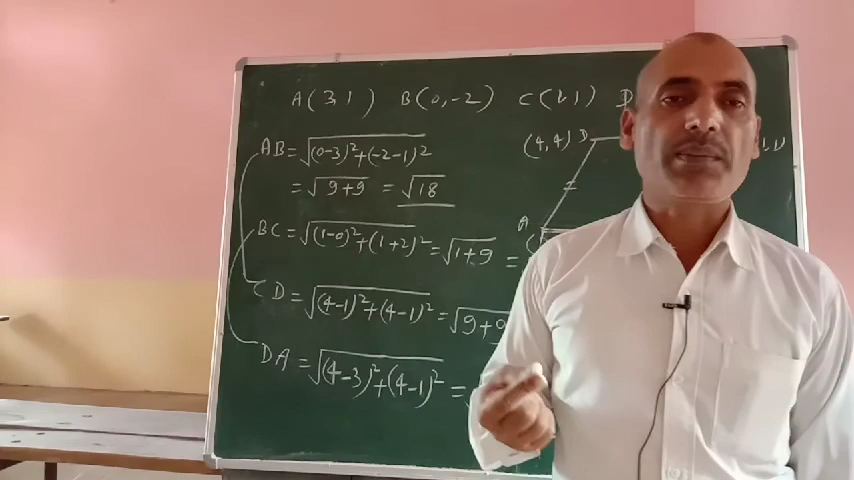 A(3,1) B(0,-2) C(1,1) D
AB=√(0-3)²+(-2-1)²
=√9+9 = √18
BC=√(1-0)²+(1+2)²=√1+9 =
CD=√(4-1)²+(4-1)²=√9+9
DA=√(4-3)²+(4-1)²=
(4,4) D
A